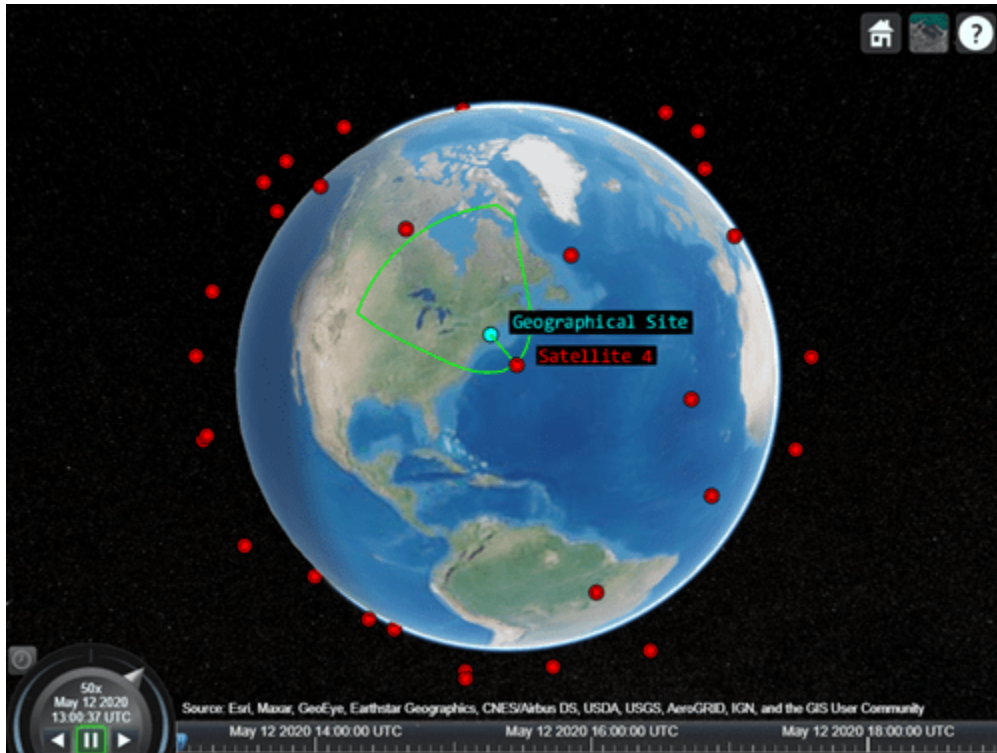 ?
Geographical Site
Satellite 4
50x
May 12 2020
13:00:37 UTC
Source: Esri, Maxar, GeoEye, Earthstar Geographics, CNES/Airbus DS, USDA, USGS, AeroGRID, IGN, and the GIS User Community
May 12 2020 14:00:00 UTC
May 12 2020 16:00:00 UTC
May 12 2020 18:00:00 UTC